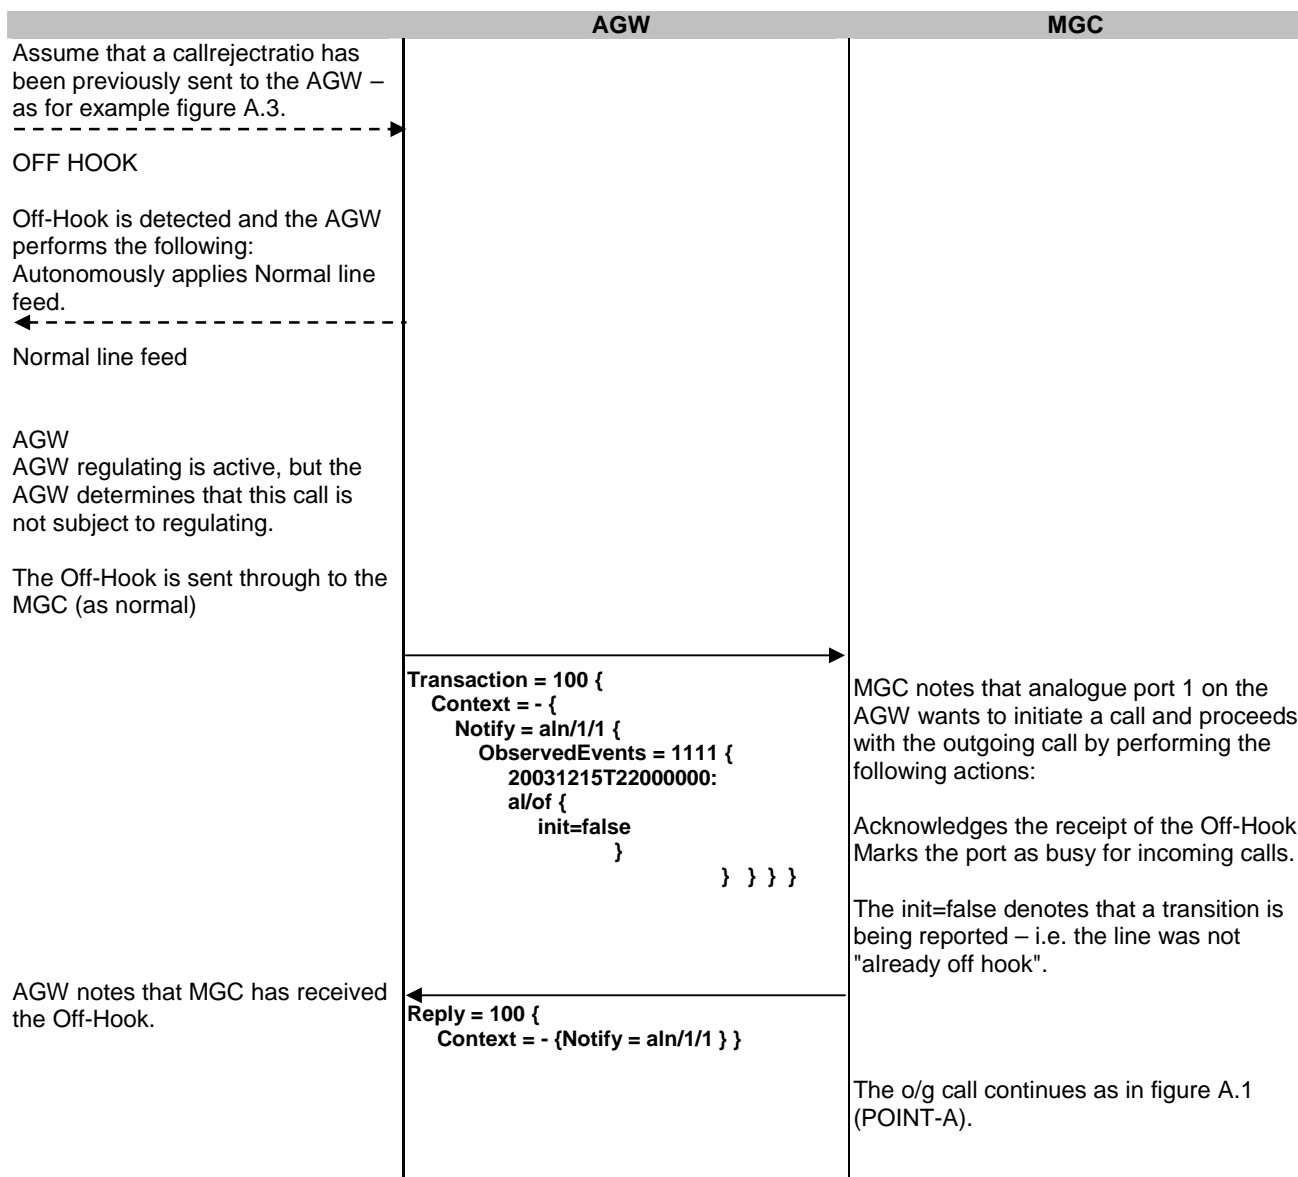 AGW MGC
Assume that a callrejectratio has
been previously sent to the AGW –
as for example figure A.3.
OFF HOOK
Off-Hook is detected and the AGW
performs the following:
Autonomously applies Normal line
feed.
Normal line feed
AGW
AGW regulating is active, but the
AGW determines that this call is
not subject to regulating.
The Off-Hook is sent through to the
MGC (as normal)
Transaction = 100 {
Context = - {
Notify = aln/1/1 {
ObservedEvents = 1111 {
20031215T22000000:
al/of {
init=false
}
} } } }
MGC notes that analogue port 1 on the
AGW wants to initiate a call and proceeds
with the outgoing call by performing the
following actions:
Acknowledges the receipt of the Off-Hook
Marks the port as busy for incoming calls.
The init=false denotes that a transition is
being reported – i.e. the line was not
"already off hook".
AGW notes that MGC has received
the Off-Hook.
Reply = 100 {
Context = - {Notify = aln/1/1 } }
The o/g call continues as in figure A.1
(POINT-A).